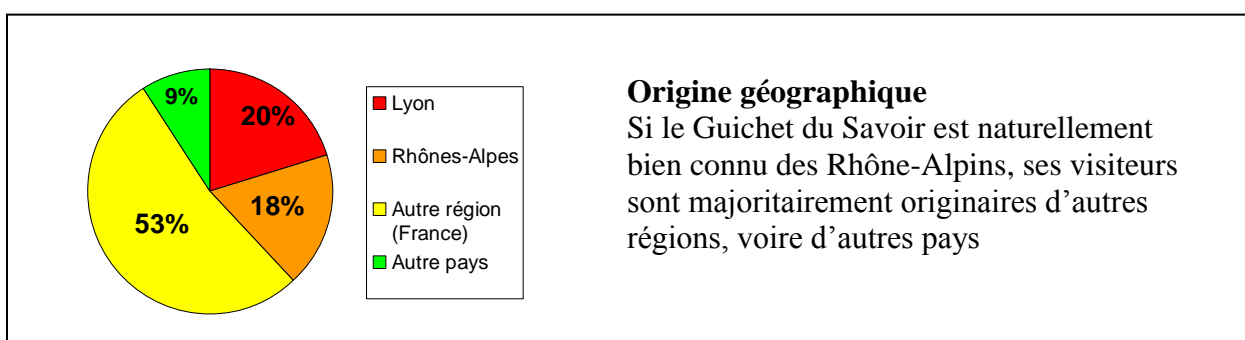 9%
20%
18%
53%
Lyon
Rhônes-Alpes
Autre région
(France)
Autre pays
Origine géographique
Si le Guichet du Savoir est naturellement
bien connu des Rhône-Alpins, ses visiteurs
sont majoritairement originaires d’autres
régions, voire d’autres pays